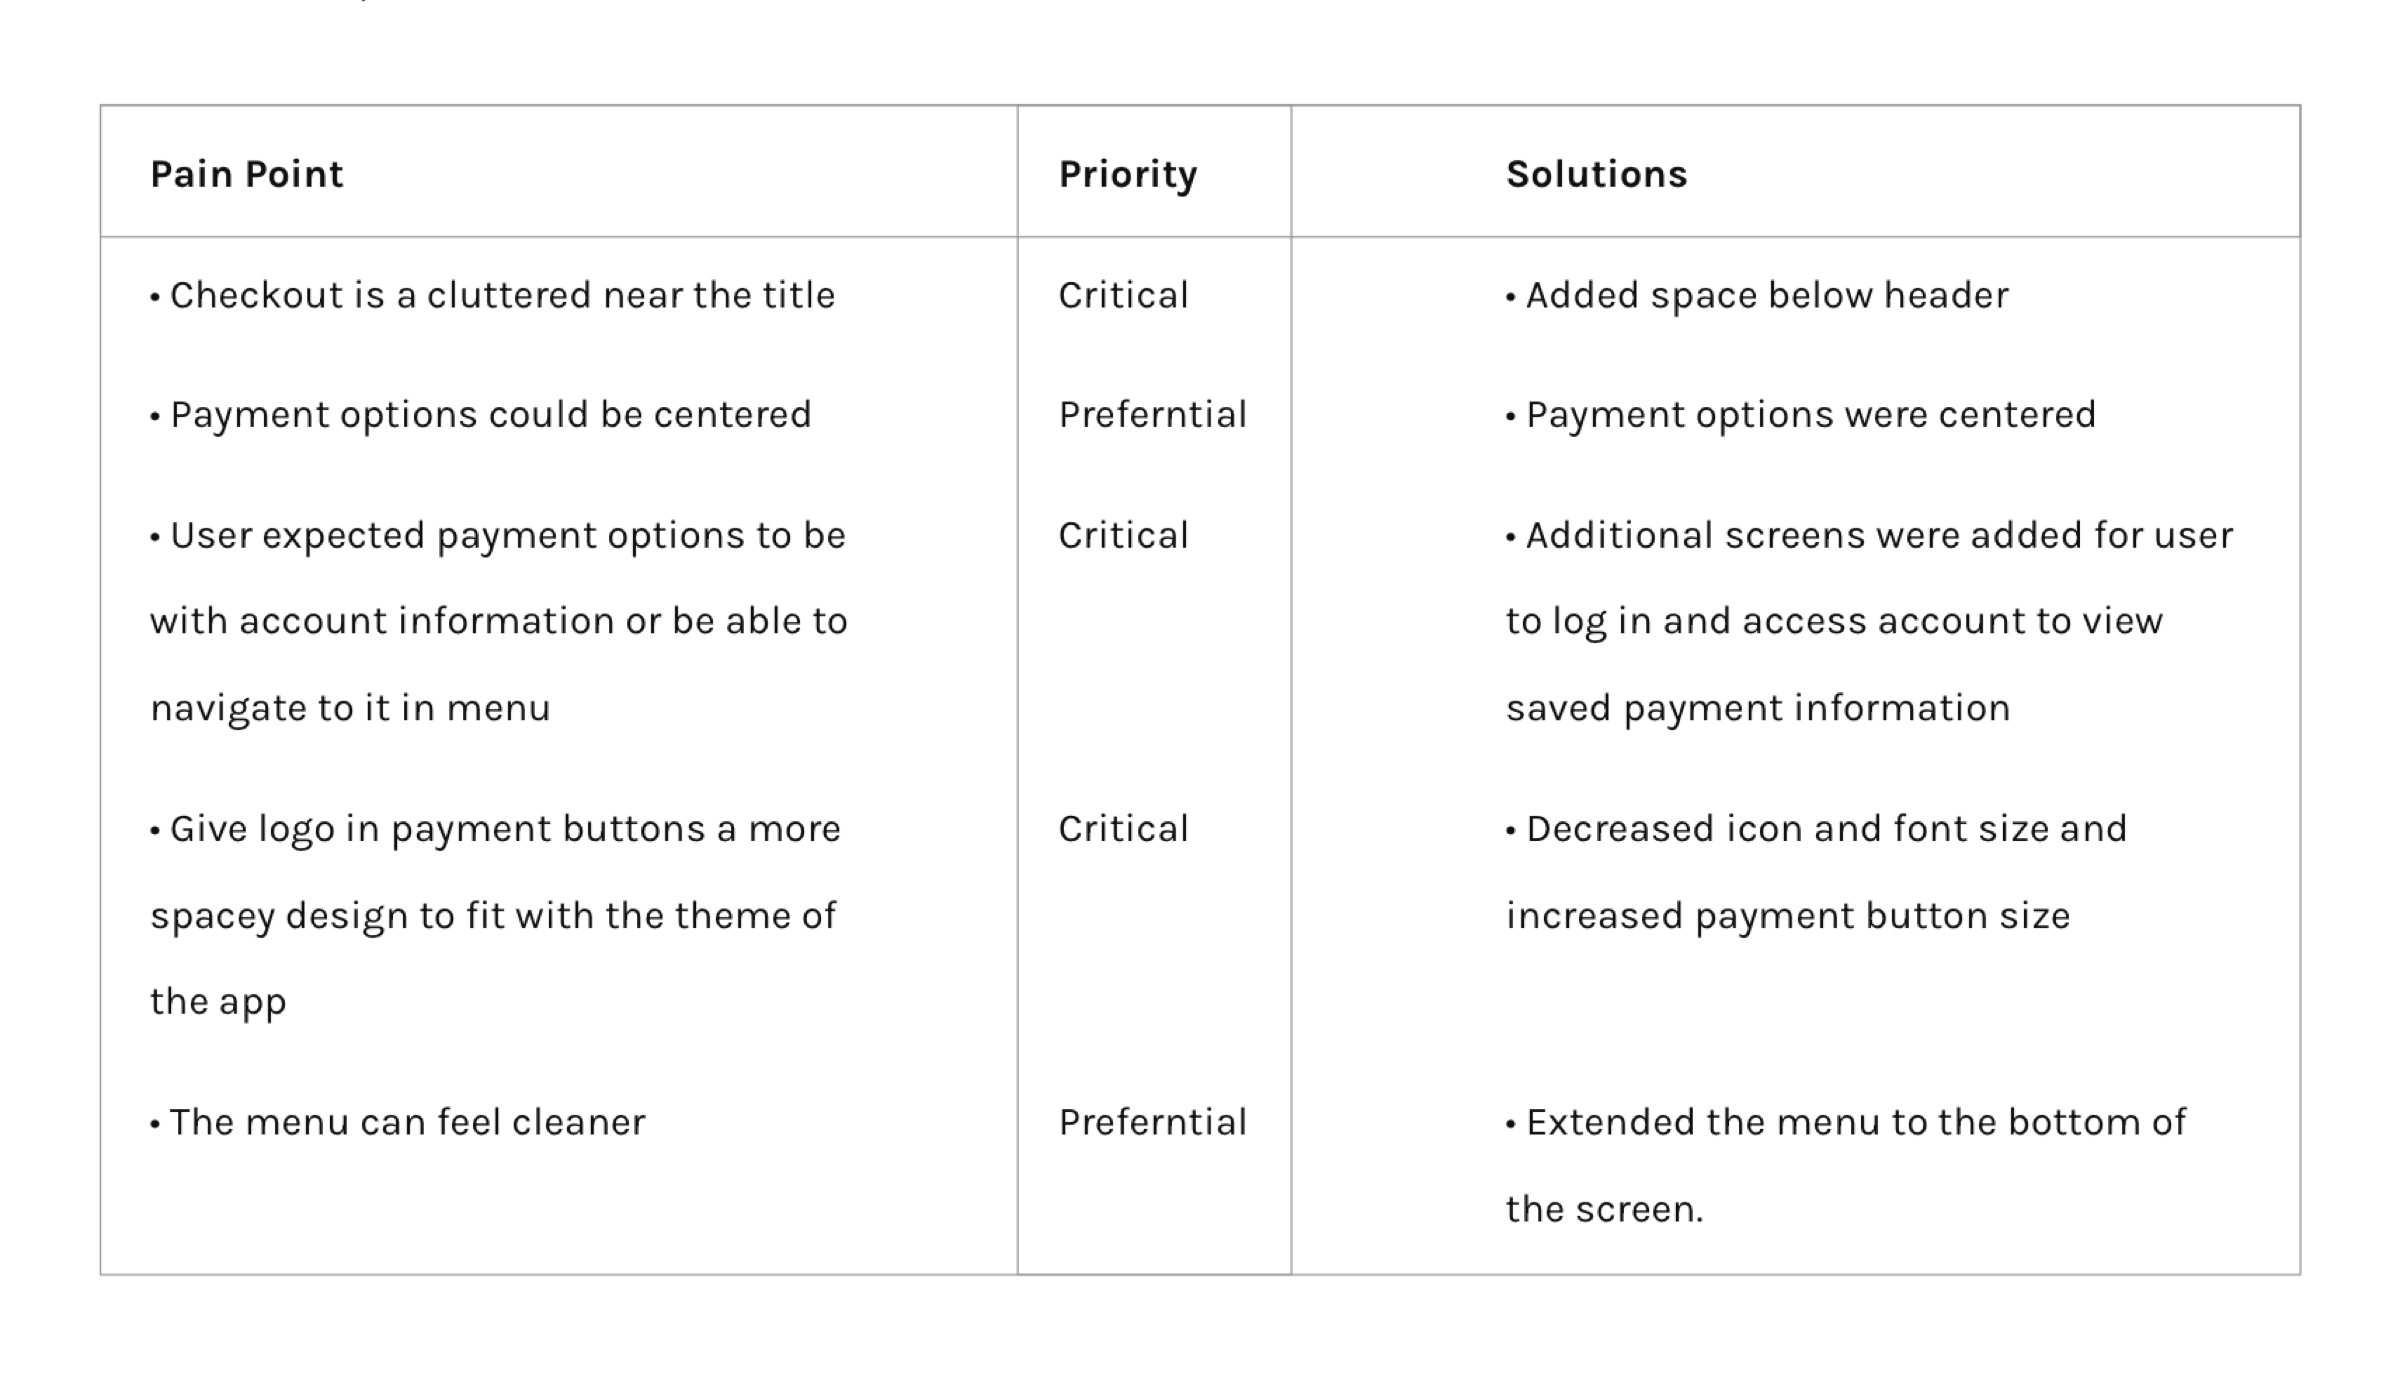 Pain Point Priority Solutions
• Checkout is a cluttered near the title Critical • Added space below header
• Payment options could be centered Preferntial • Payment options were centered
• User expected payment options to be Critical • Additional screens were added for user
with account information or be able to to log in and access account to view
navigate to it in menu saved payment information
• Give logo in payment buttons a more Critical • Decreased icon and font size and
spacey design to fit with the theme of increased payment button size
the app
• The menu can feel cleaner Preferntial • Extended the menu to the bottom of
the screen.